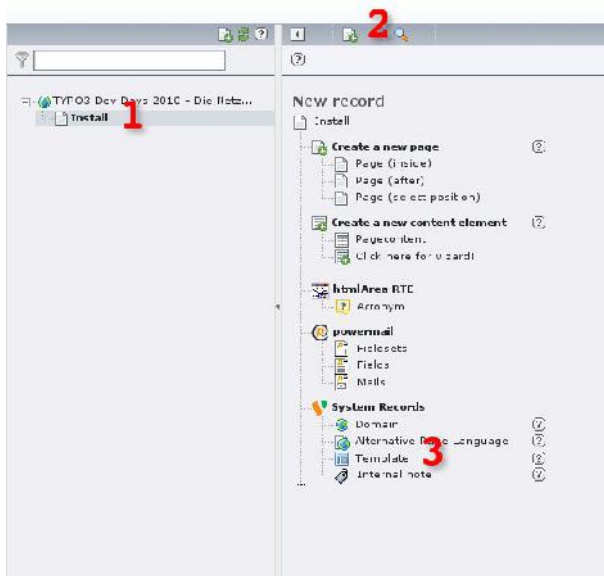 2
TYPO3 Dev Days 2010 - Die Netz...
1
Install
New record
Install
Create a new page
Page (inside)
Page (after)
Page (select position)
Create a new content element
Pagecontent
Click here for wizard!
htmlArea RTE
Acronym
powermail
Fieldsets
Fields
Mails
System Records
Domain
Alternative Page Language
Template
3
Internal note